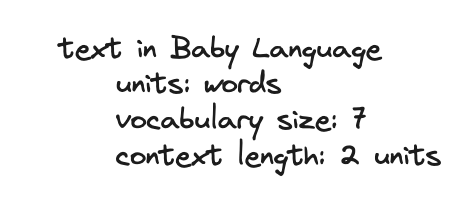 text in Baby Language
units: words
vocabulary size: 7
context length: 2 units